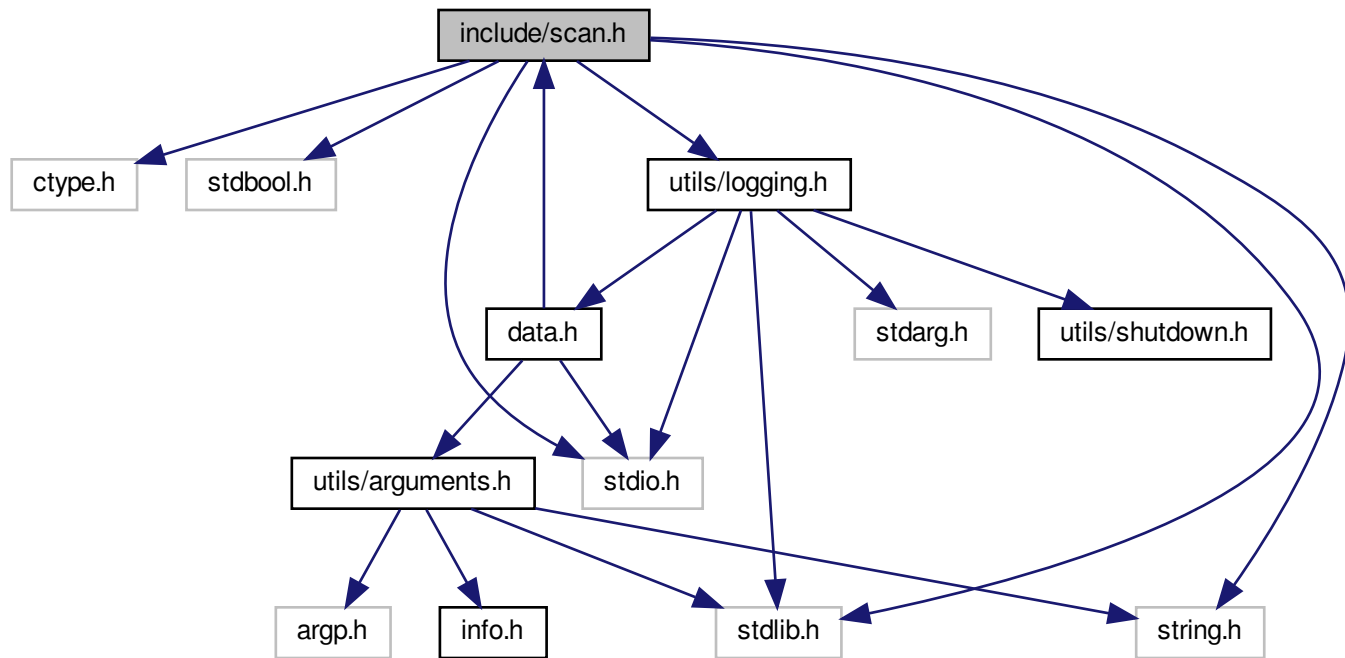 include/scan.h
ctype.h
stdbool.h
utils/logging.h
data.h
stdarg.h
utils/shutdown.h
utils/arguments.h
stdio.h
argp.h
info.h
stdlib.h
string.h